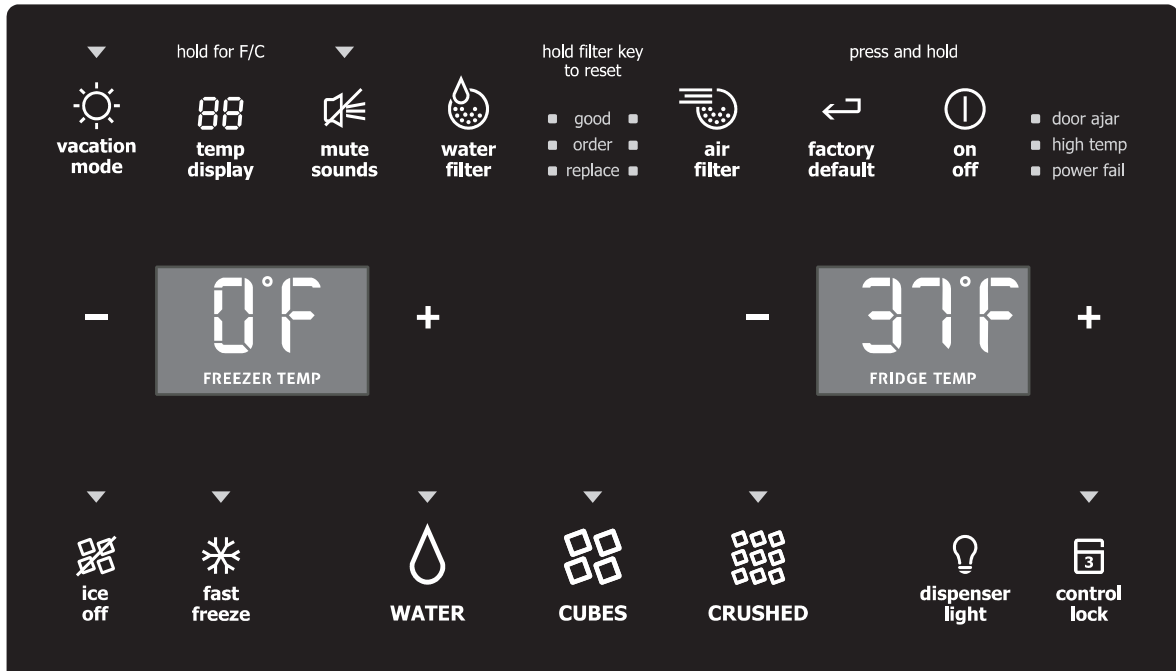 hold for F/C
hold filter key
to reset
press and hold
88
vacation
mode
temp
display
mute
sounds
water
filter
good
order
replace
air
filter
factory
default
on
off
door ajar
high temp
power fail
− 0°F +
FREEZER TEMP
− 37°F +
FRIDGE TEMP
ice
off
fast
freeze
WATER
CUBES
CRUSHED
dispenser
light
3
control
lock